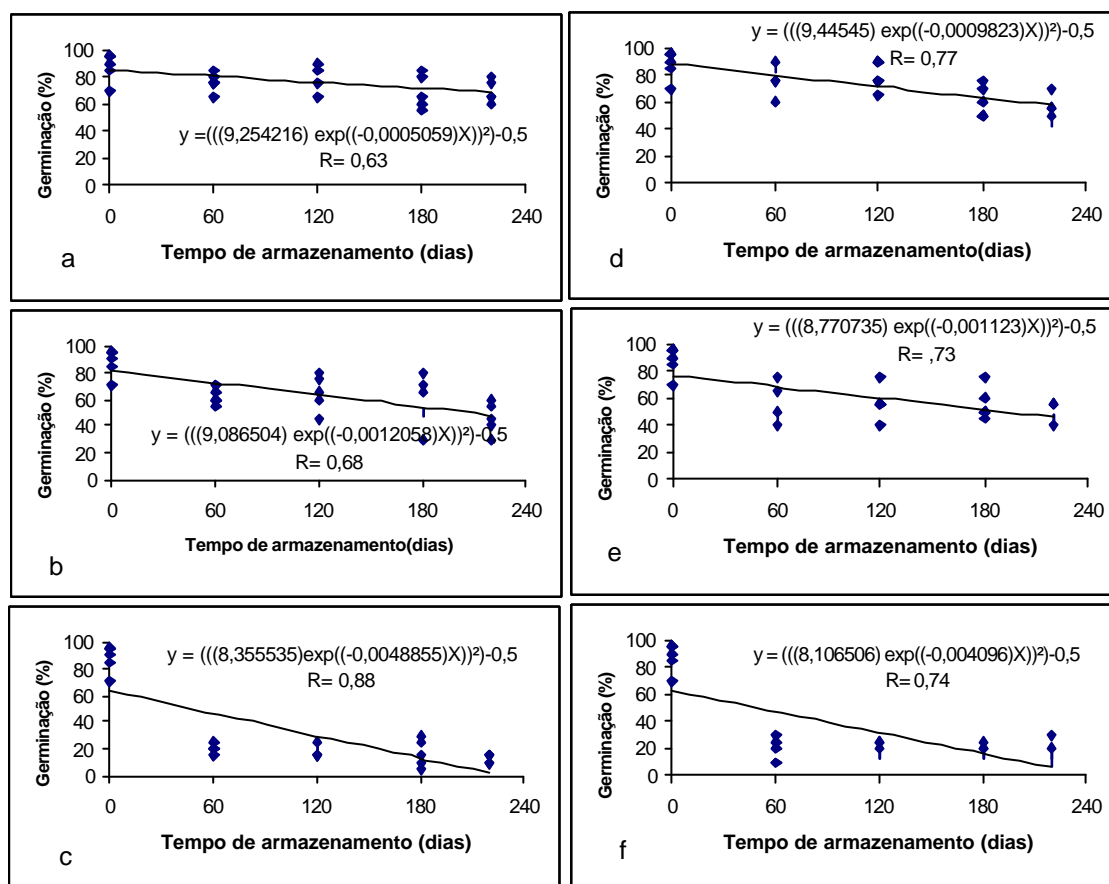 Germinação (%)
100
80
60
40
20
0
y =(((9,254216) exp((-0,0005059)X))²)-0,5
R= 0,63
0 60 120 180 240
Tempo de armazenamento (dias)
a
Germinação (%)
100
80
60
40
20
0
y = (((9,086504) exp((-0,0012058)X))²)-0,5
R= 0,68
0 60 120 180 240
Tempo de armazenamento(dias)
b
Germinação (%)
100
80
60
40
20
0
y = (((8,355535)exp((-0,0048855)X))²)-0,5
R= 0,88
0 60 120 180 240
Tempo de armazenamento (dias)
c
y = (((9,44545) exp((-0,0009823)X))²)-0,5
R= 0,77
Germinação (%)
100
80
60
40
20
0
0 60 120 180 240
Tempo de armazenamento(dias)
d
y = (((8,770735) exp((-0,001123)X))²)-0,5
R= ,73
Germinação (%)
100
80
60
40
20
0
0 60 120 180 240
Tempo de armazenamento (dias)
e
Germinação (%)
100
80
60
40
20
0
y = (((8,106506) exp((-0,004096)X))²)-0,5
R= 0,74
0 60 120 180 240
Tempo de armazenamento (dias)
f